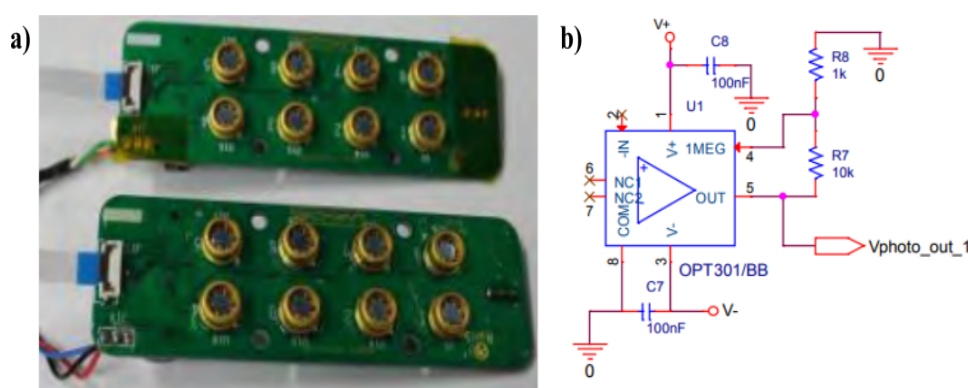 a)
b)
V+
C8
100nF
0
R8
1k
0
U1
2
1
-IN
V+
1MEG
4
R7
10k
6
NC1
7
NC2
OUT
5
COM
V-
Vphoto_out_1
8
3
OPT301/BB
C7
100nF
V-
0